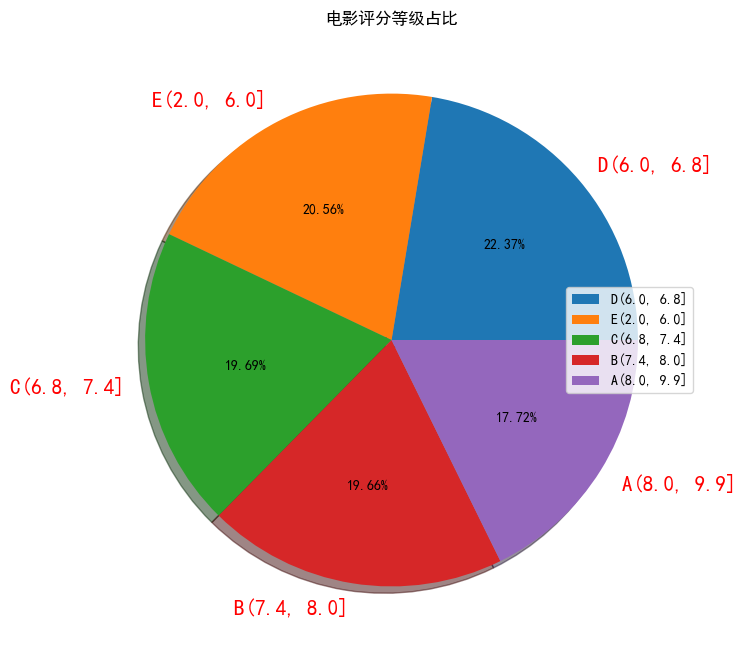 电影评分等级占比
E(2.0, 6.0]
D(6.0, 6.8]
20.56%
22.37%
D(6.0, 6.8]
E(2.0, 6.0]
C(6.8, 7.4]
B(7.4, 8.0]
A(8.0, 9.9]
19.69%
C(6.8, 7.4]
17.72%
19.66%
A(8.0, 9.9]
B(7.4, 8.0]